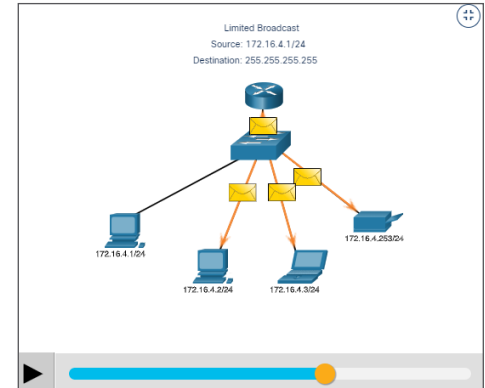 Limited Broadcast
Source: 172.16.4.1/24
Destination: 255.255.255.255
172.16.4.1/24
172.16.4.253/24
172.16.4.2/24
172.16.4.3/24